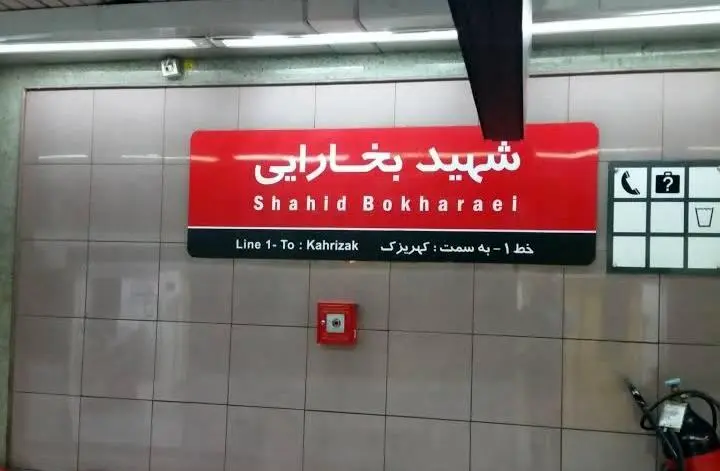 شهید بخارایی
Shahid Bokharaei
Line 1- To : Kahrizak
خط ۱ - به سمت : کهریزک
?